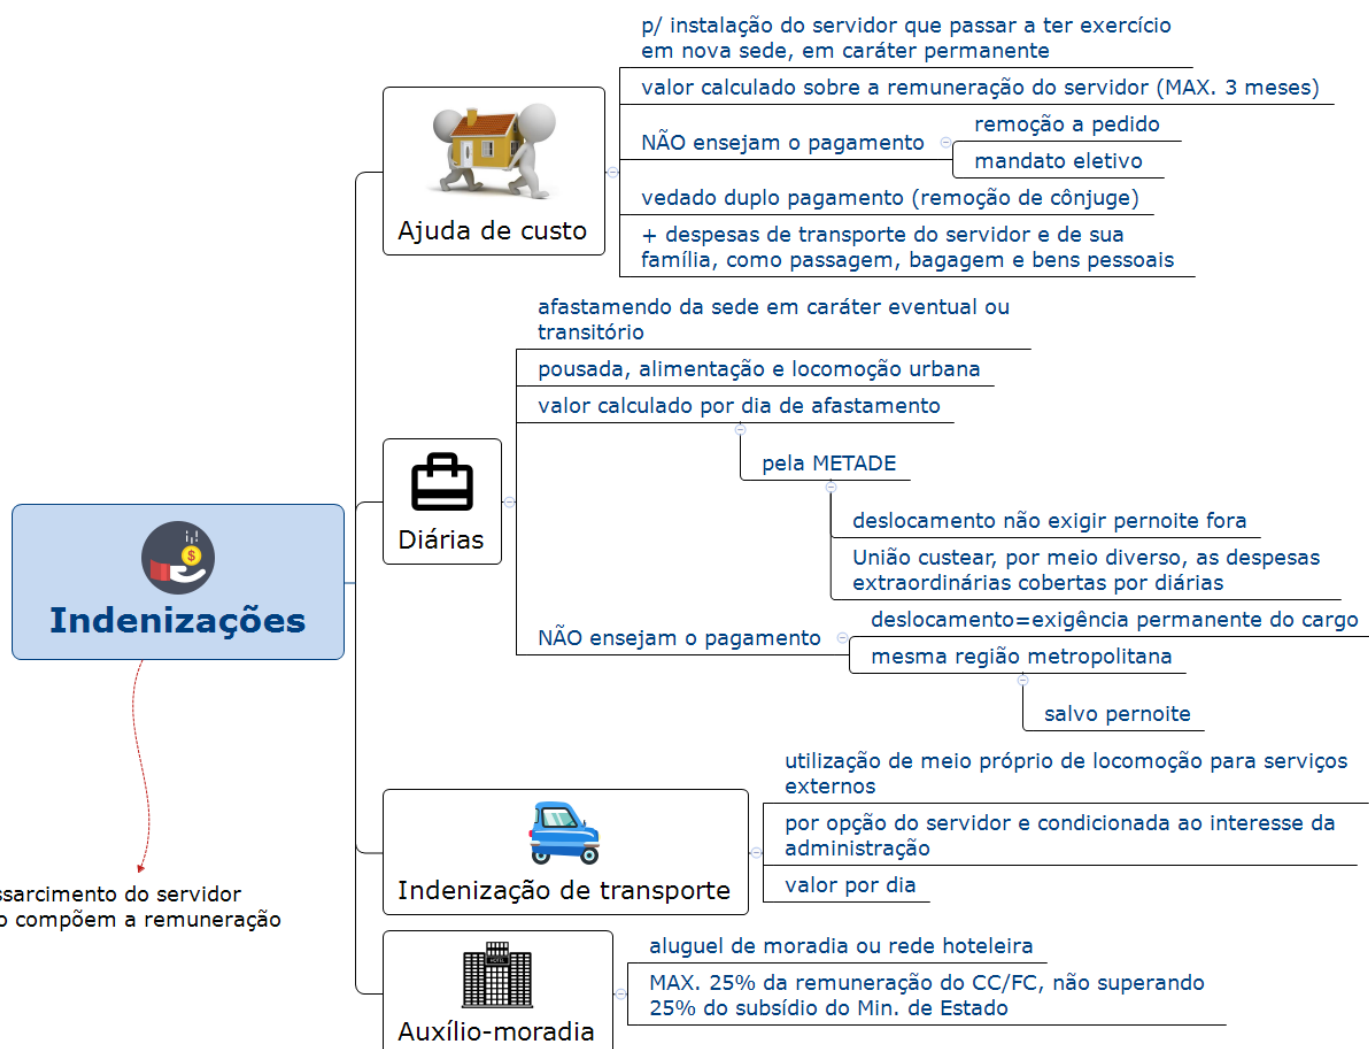 p/ instalação do servidor que passar a ter exercício
em nova sede, em caráter permanente
valor calculado sobre a remuneração do servidor (MAX. 3 meses)
NÃO ensejam o pagamento
remoção a pedido
mandato eletivo
vedado duplo pagamento (remoção de cônjuge)
+ despesas de transporte do servidor e de sua
família, como passagem, bagagem e bens pessoais
Ajuda de custo
afastamendo da sede em caráter eventual ou
transitório
pousada, alimentação e locomoção urbana
valor calculado por dia de afastamento
pela METADE
deslocamento não exigir pernoite fora
União custear, por meio diverso, as despesas
extraordinárias cobertas por diárias
Diárias
NÃO ensejam o pagamento
deslocamento=exigência permanente do cargo
mesma região metropolitana
salvo pernoite
Indenizações
utilização de meio próprio de locomoção para serviços
externos
por opção do servidor e condicionada ao interesse da
administração
valor por dia
Indenização de transporte
do servidor
compõem a remuneração
aluguel de moradia ou rede hoteleira
MAX. 25% da remuneração do CC/FC, não superando
25% do subsídio do Min. de Estado
HOTEL
Auxílio-moradia